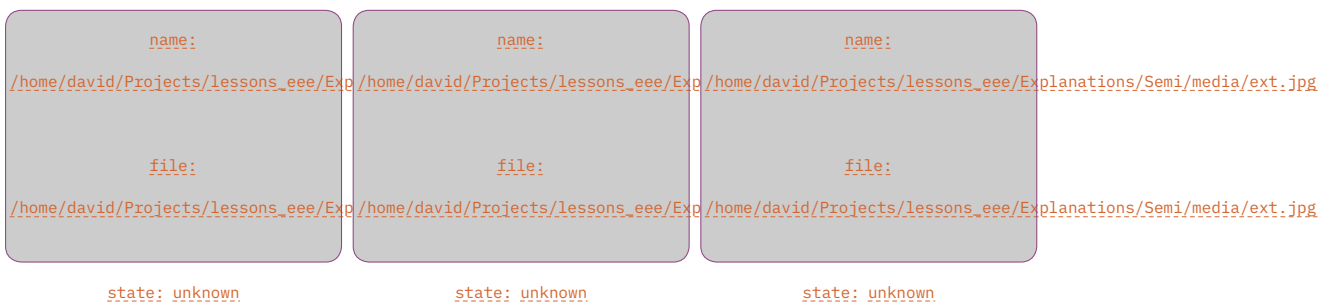 name: name: name:
/home/david/Projects/lessons_eee/Exp /home/david/Projects/lessons_eee/Exp /home/david/Projects/lessons_eee/Explanations/Semi/media/ext.jpg
file: file: file:
/home/david/Projects/lessons_eee/Exp /home/david/Projects/lessons_eee/Exp /home/david/Projects/lessons_eee/Explanations/Semi/media/ext.jpg
state: unknown state: unknown state: unknown